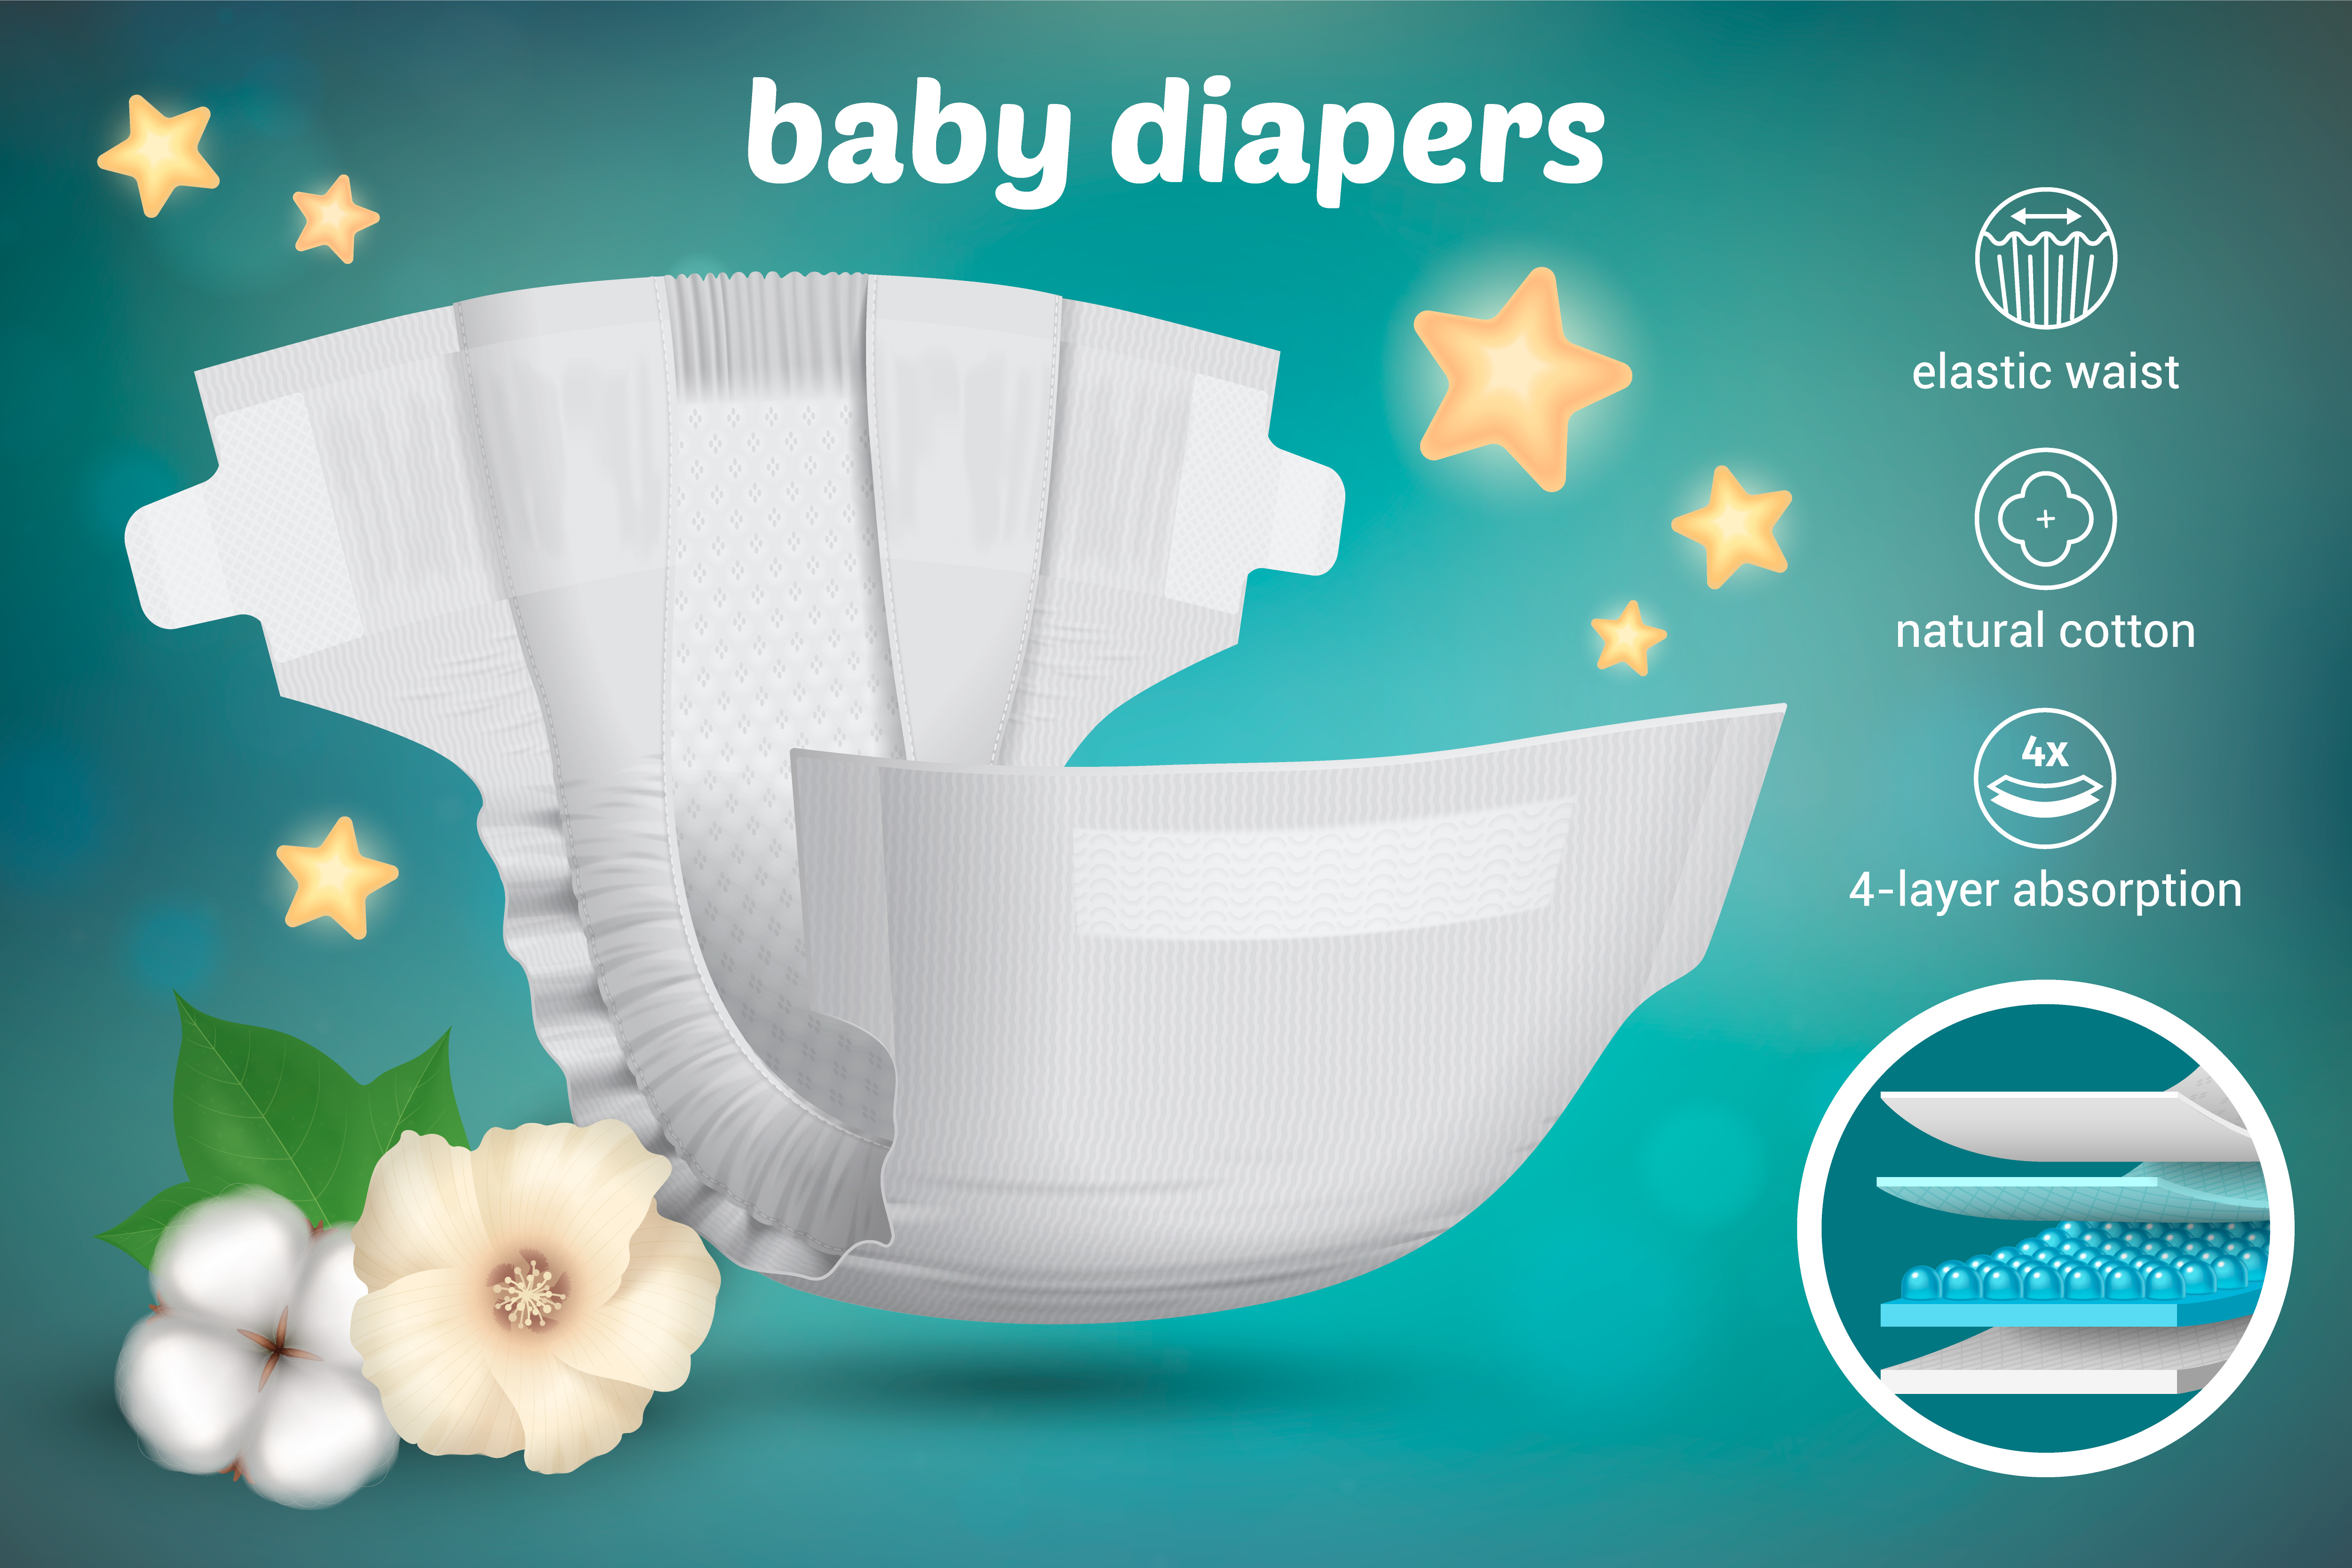 baby diapers
elastic waist
natural cotton
4x
4-layer absorption